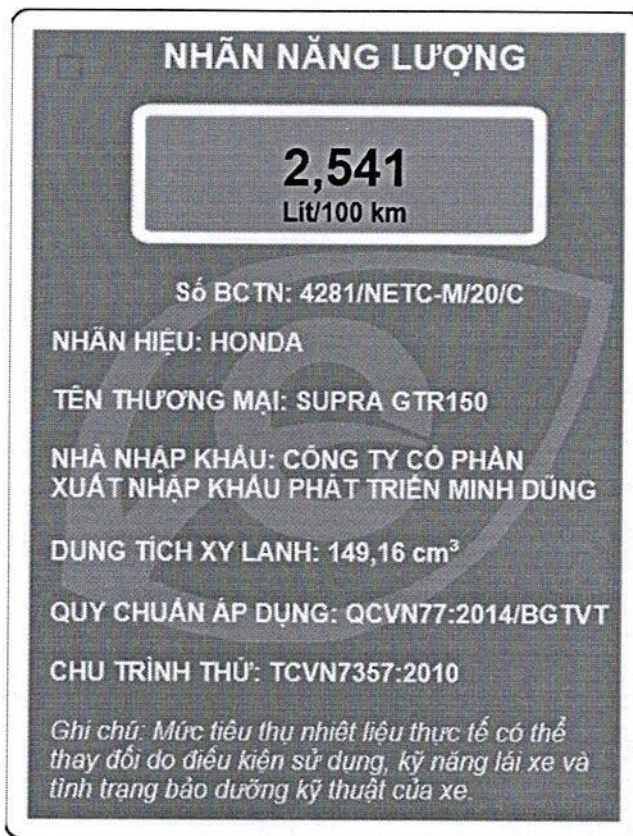 NHÃN NĂNG LƯỢNG
2,541
Lít/100 km
Số BCTN: 4281/NETC-M/20/C
NHÃN HIỆU: HONDA
TÊN THƯƠNG MẠI: SUPRA GTR150
NHÀ NHẬP KHẨU: CÔNG TY CỔ PHẦN
XUẤT NHẬP KHẨU PHÁT TRIỂN MINH DŨNG
DUNG TÍCH XY LANH: 149,16 cm³
QUY CHUẨN ÁP DỤNG: QCVN77:2014/BGTVT
CHU TRÌNH THỬ: TCVN7357:2010
Ghi chú: Mức tiêu thụ nhiêt liệu thực tế có thể
thay đổi do điều kiện sử dụng, kỹ năng lái xe và
tình trạng bảo dưỡng kỹ thuật của xe.